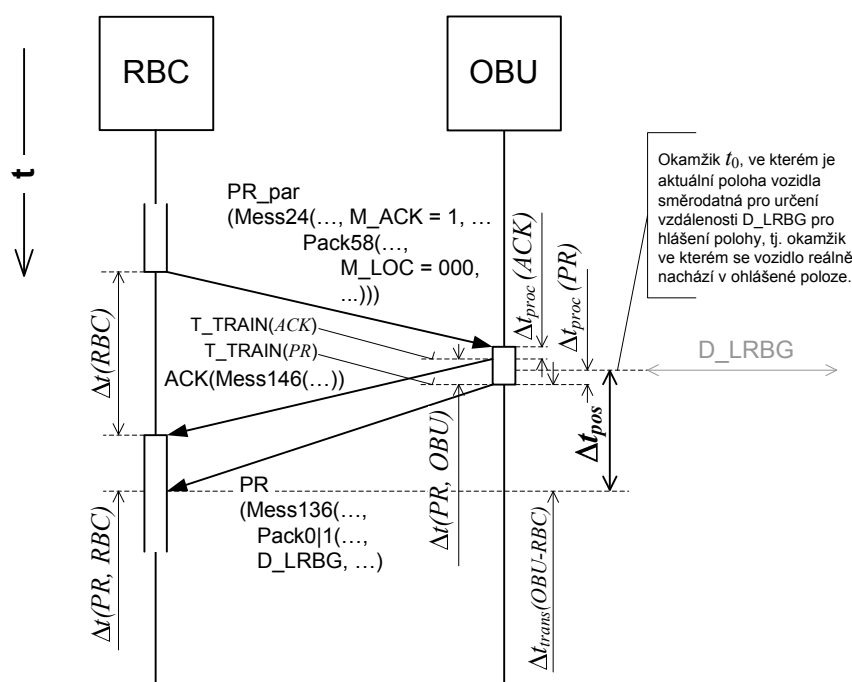 RBC
OBU
t
PR_par
(Mess24(…, M_ACK = 1, …
Pack58(…,
M_LOC = 000,
...)))
Okamžik t0, ve kterém je
aktuální poloha vozidla
směrodatná pro určení
vzdálenosti D_LRBG pro
hlášení polohy, tj. okamžik
ve kterém se vozidlo reálně
nachází v ohlášené poloze.
Δtproc(ACK)
Δtproc(PR)
T_TRAIN(ACK)
T_TRAIN(PR)
ACK(Mess146(…))
D_LRBG
Δt(RBC)
Δtpos
Δt(PR, OBU)
PR
(Mess136(…,
Pack0|1(…,
D_LRBG, …)
Δt(PR, RBC)
Δttrans(OBU-RBC)